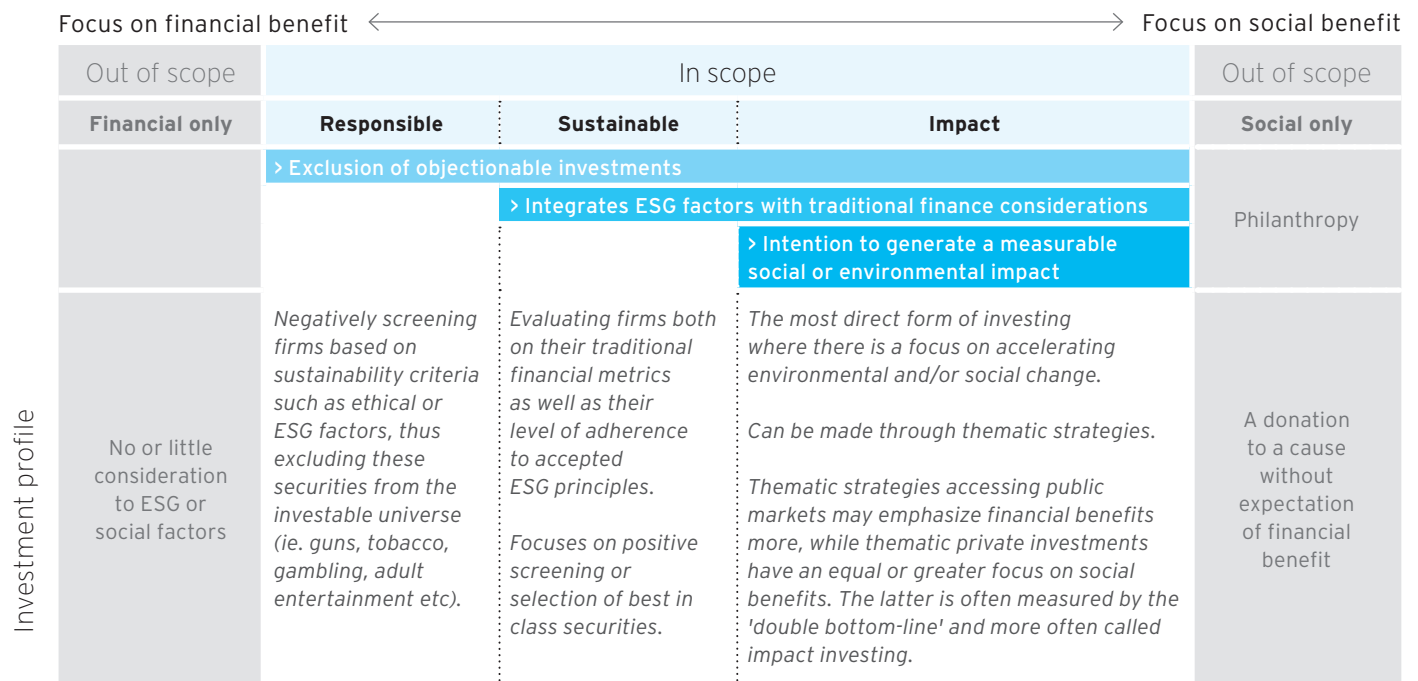 Focus on financial benefit
Focus on social benefit
Out of scope
In scope
Out of scope
Financial only
Responsible
Sustainable
Impact
Social only
> Exclusion of objectionable investments
> Integrates ESG factors with traditional finance considerations
> Intention to generate a measurable
social or environmental impact
Philanthropy
Investment profile
No or little
consideration
to ESG or
social factors
Negatively screening
firms based on
sustainability criteria
such as ethical or
ESG factors, thus
excluding these
securities from the
investable universe
(ie. guns, tobacco,
gambling, adult
entertainment etc).
Evaluating firms both
on their traditional
financial metrics
as well as their
level of adherence
to accepted
ESG principles.
Focuses on positive
screening or
selection of best in
class securities.
The most direct form of investing
where there is a focus on accelerating
environmental and/or social change.
Can be made through thematic strategies.
Thematic strategies accessing public
markets may emphasize financial benefits
more, while thematic private investments
have an equal or greater focus on social
benefits. The latter is often measured by the
'double bottom-line' and more often called
impact investing.
A donation
to a cause
without
expectation
of financial
benefit